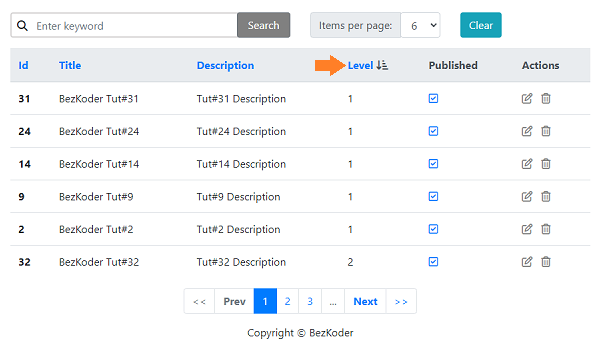 Enter keyword Search Items per page: 6 Clear
Id Title Description Level Published Actions
31 BezKoder Tut#31 Tut#31 Description 1
24 BezKoder Tut#24 Tut#24 Description 1
14 BezKoder Tut#14 Tut#14 Description 1
9 BezKoder Tut#9 Tut#9 Description 1
2 BezKoder Tut#2 Tut#2 Description 1
32 BezKoder Tut#32 Tut#32 Description 2
<< Prev 1 2 3 ... Next >>
Copyright © BezKoder